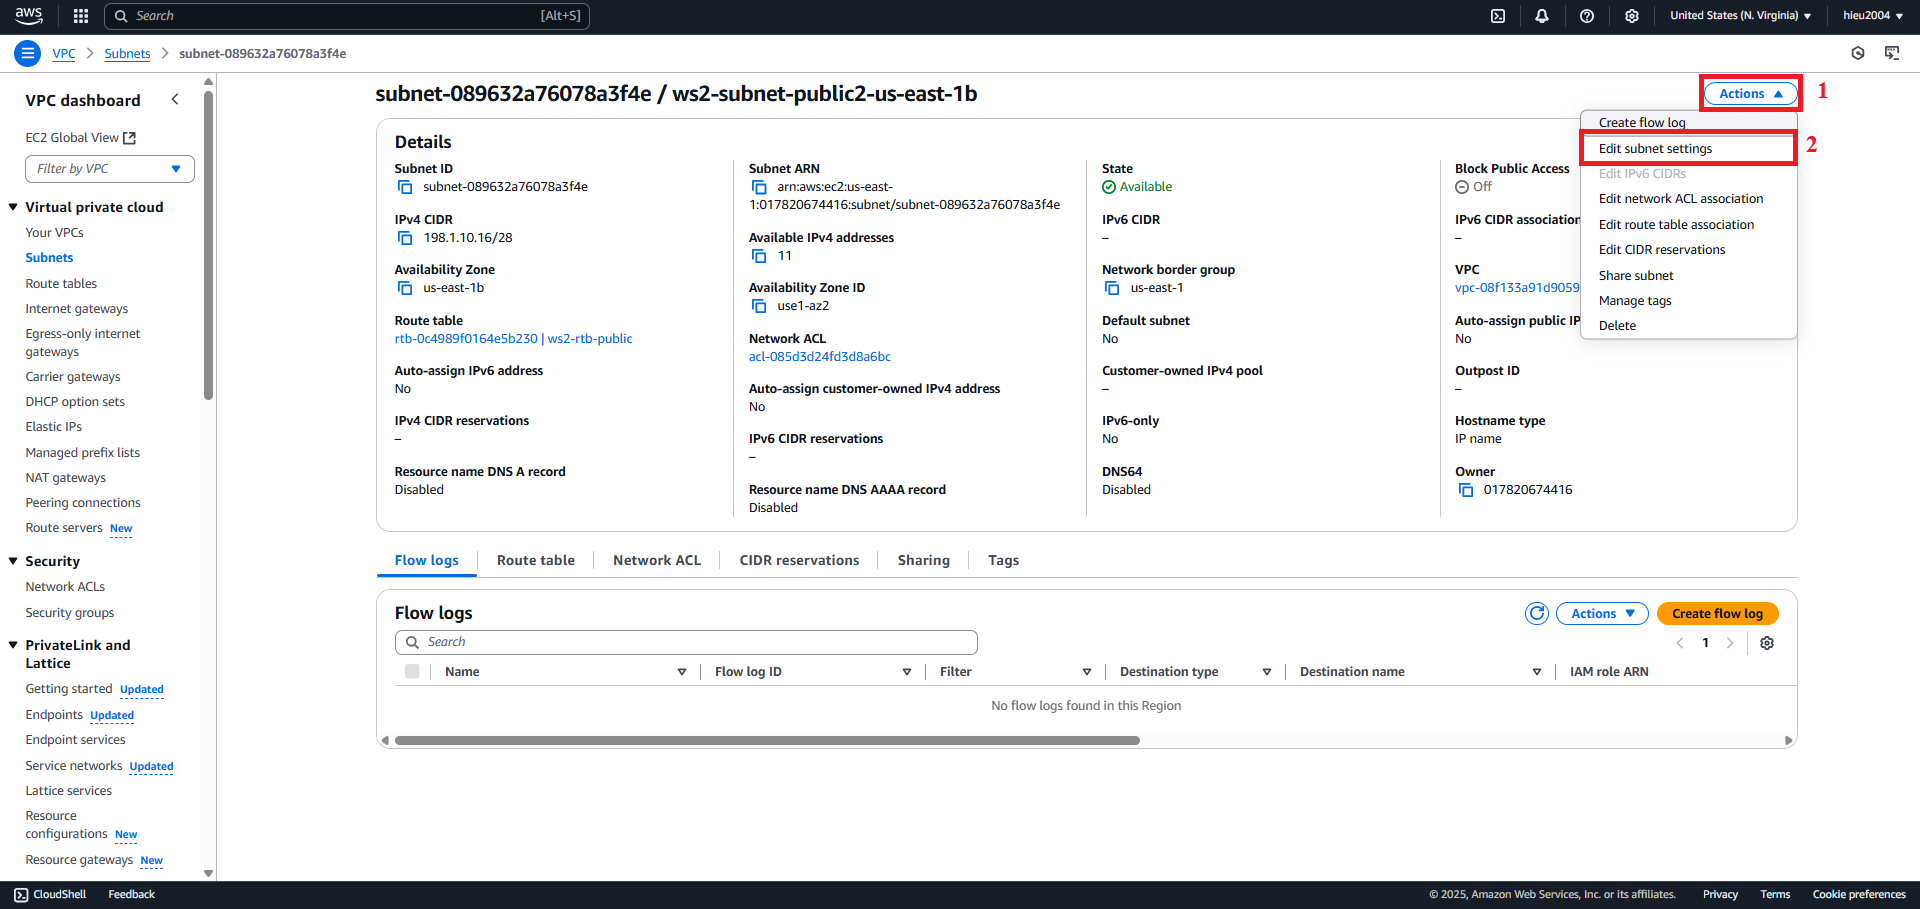 aws
Search
[Alt+S]
United States (N. Virginia)
hieu2004
VPC
Subnets
subnet-089632a76078a3f4e
VPC dashboard
EC2 Global View
Filter by VPC
Virtual private cloud
Your VPCs
Subnets
Route tables
Internet gateways
Egress-only internet
gateways
Carrier gateways
DHCP option sets
Elastic IPs
Managed prefix lists
NAT gateways
Peering connections
Route servers New
Security
Network ACLs
Security groups
PrivateLink and
Lattice
Getting started Updated
Endpoints Updated
Endpoint services
Service networks Updated
Lattice services
Resource
configurations New
Resource gateways New
subnet-089632a76078a3f4e / ws2-subnet-public2-us-east-1b
Actions
1
Create flow log
Edit subnet settings
2
Edit IPv6 CIDRs
Edit network ACL association
Edit route table association
Edit CIDR reservations
Share subnet
Manage tags
Delete
Details
Subnet ID
subnet-089632a76078a3f4e
IPv4 CIDR
198.1.10.16/28
Availability Zone
us-east-1b
Route table
rtb-0c4989f0164e5b230 | ws2-rtb-public
Auto-assign IPv6 address
No
IPv4 CIDR reservations
–
Resource name DNS A record
Disabled
Subnet ARN
arn:aws:ec2:us-east-
1:017820674416:subnet/subnet-089632a76078a3f4e
Available IPv4 addresses
11
Availability Zone ID
use1-az2
Network ACL
acl-085d3d24fd3d8a6bc
Auto-assign customer-owned IPv4 address
No
IPv6 CIDR reservations
–
Resource name DNS AAAA record
Disabled
State
Available
IPv6 CIDR
–
Network border group
us-east-1
Default subnet
No
Customer-owned IPv4 pool
–
IPv6-only
No
DNS64
Disabled
Block Public Access
Off
IPv6 CIDR association
–
VPC
vpc-08f133a91d9059
Auto-assign public IP
No
Outpost ID
–
Hostname type
IP name
Owner
017820674416
Flow logs
Route table
Network ACL
CIDR reservations
Sharing
Tags
Flow logs
Actions
Create flow log
Search
1
Name
Flow log ID
Filter
Destination type
Destination name
IAM role ARN
No flow logs found in this Region
CloudShell
Feedback
© 2025, Amazon Web Services, Inc. or its affiliates.
Privacy
Terms
Cookie preferences